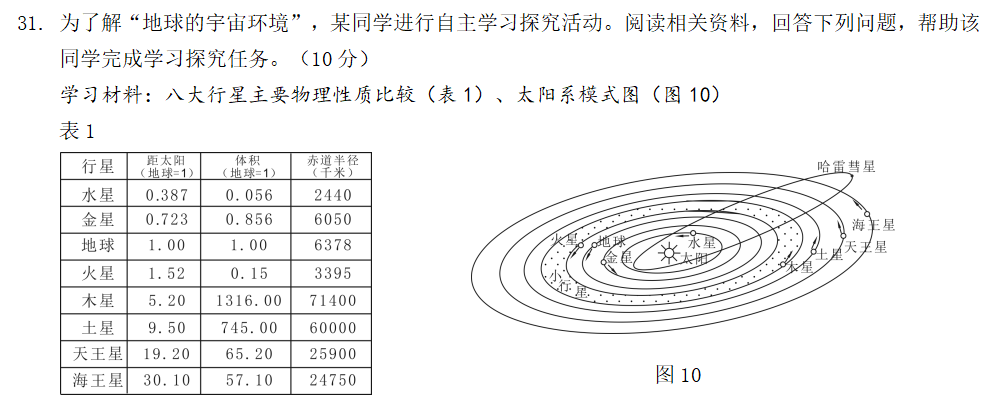 31. 为了解“地球的宇宙环境”，某同学进行自主学习探究活动。阅读相关资料，回答下列问题，帮助该
同学完成学习探究任务。（10 分）
学习材料：八大行星主要物理性质比较（表 1）、太阳系模式图（图 10）
表 1
行星 距太阳（地球=1） 体积（地球=1） 赤道半径（千米）
水星 0.387 0.056 2440
金星 0.723 0.856 6050
地球 1.00 1.00 6378
火星 1.52 0.15 3395
木星 5.20 1316.00 71400
土星 9.50 745.00 60000
天王星 19.20 65.20 25900
海王星 30.10 57.10 24750
哈雷彗星
海王星
天王星
土星
木星
水星
太阳
火星
地球
金星
小行星
图 10